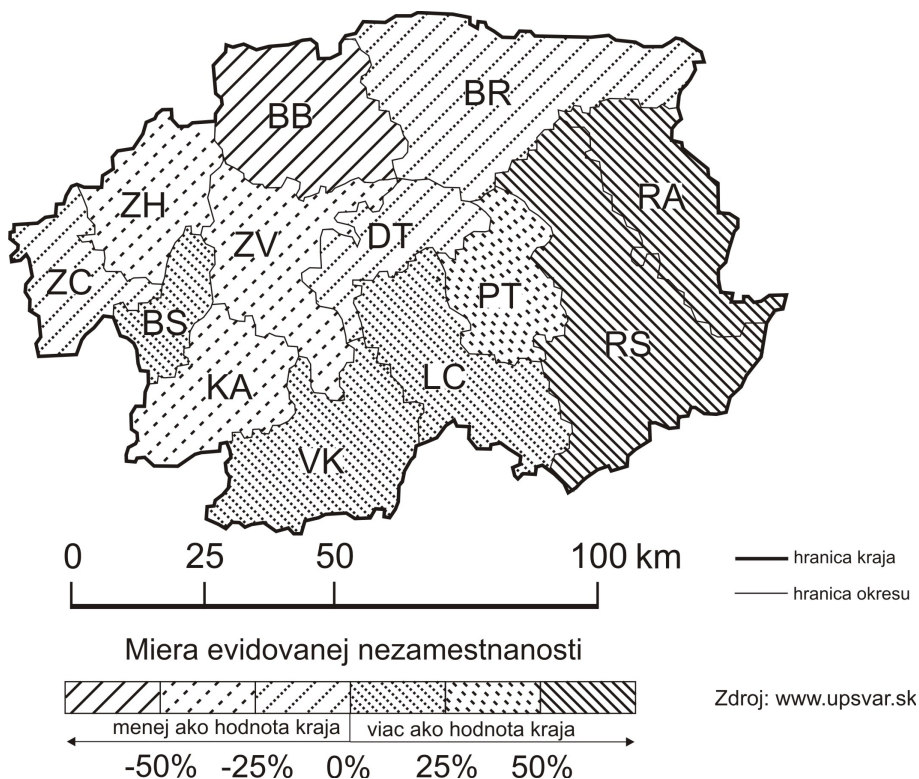 BB
BR
ZH
RA
ZV
DT
ZC
PT
BS
RS
KA
LC
VK
0 25 50 100 km
hranica kraja
hranica okresu
Miera evidovanej nezamestnanosti
Zdroj: www.upsvar.sk
menej ako hodnota kraja viac ako hodnota kraja
-50% -25% 0% 25% 50%